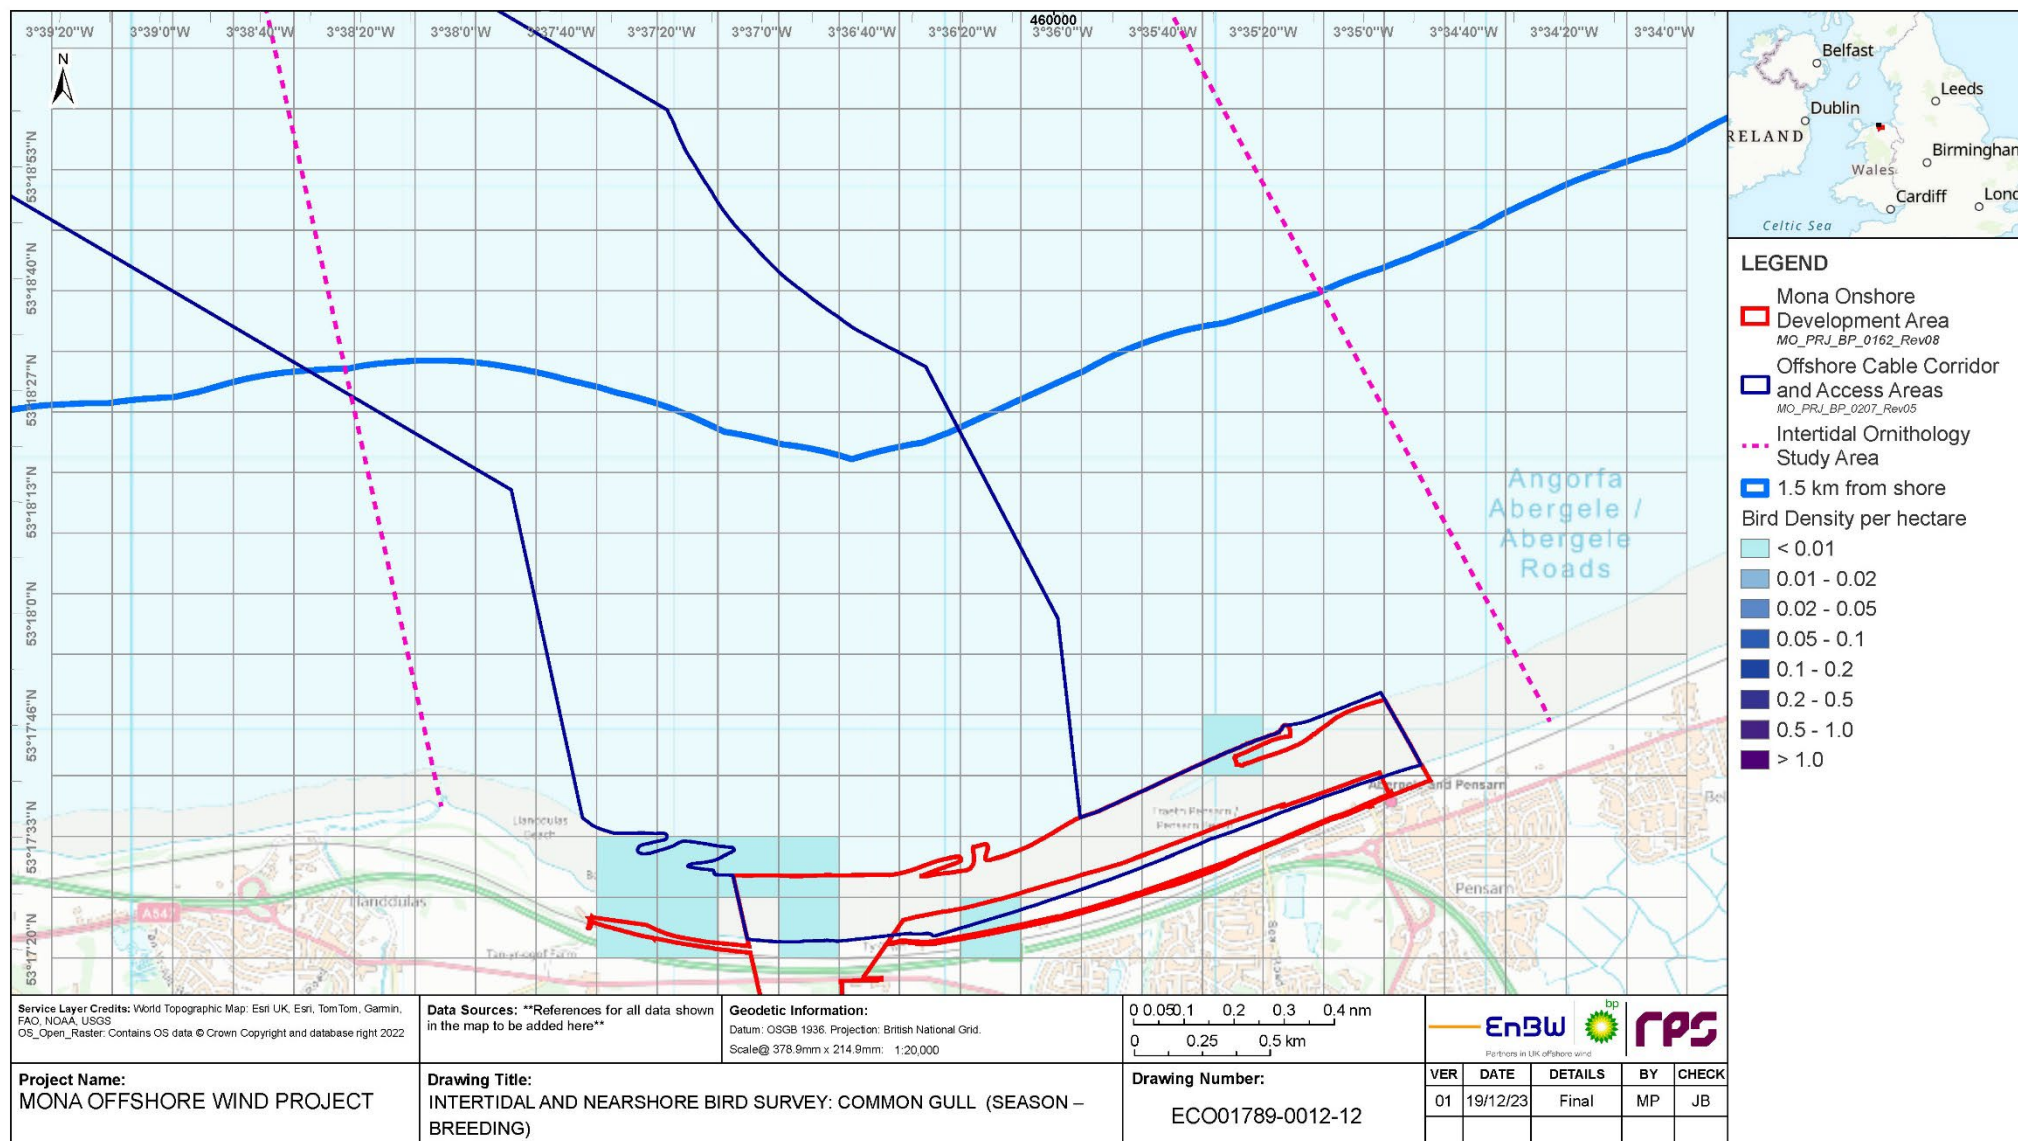 460000
3°39'20"W 3°39'0"W 3°38'40"W 3°38'20"W 3°37'40"W 3°37'20"W 3°37'0"W 3°36'40"W 3°36'20"W 3°36'0"W 3°35'40"W 3°35'20"W 3°35'0"W 3°34'40"W 3°34'20"W 3°34'0"W
N
53°18'53"N
53°18'40"N
53°18'27"N
53°18'13"N
53°18'0"N
53°17'46"N
53°17'33"N
53°17'20"N
Angorfa
Abergele /
Abergele
Roads
Llanddulas
Beach
Traeth Pensarn /
Abergele and Pensarn
Pensarn
Llanddulas
A547
Tan-yr-ogof Farm
Belfast
Leeds
Dublin
RELAND
Birmingham
Wales
Cardiff
Lond
Celtic Sea
LEGEND
Mona Onshore
Development Area
MO_PRJ_BP_0162_Rev08
Offshore Cable Corridor
and Access Areas
MO_PRJ_BP_0207_Rev05
Intertidal Ornithology
Study Area
1.5 km from shore
Bird Density per hectare
< 0.01
0.01 - 0.02
0.02 - 0.05
0.05 - 0.1
0.1 - 0.2
0.2 - 0.5
0.5 - 1.0
> 1.0
Service Layer Credits: World Topographic Map: Esri UK, Esri, TomTom, Garmin,
FAO, NOAA, USGS
OS_Open_Raster: Contains OS data © Crown Copyright and database right 2022
Data Sources: **References for all data shown
in the map to be added here**
Geodetic Information:
Datum: OSGB 1936. Projection: British National Grid.
Scale@ 378.9mm x 214.9mm: 1:20,000
0 0.05 0.1 0.2 0.3 0.4 nm
0 0.25 0.5 km
EnBW
bp
rps
Partners in UK offshore wind
Project Name:
MONA OFFSHORE WIND PROJECT
Drawing Title:
INTERTIDAL AND NEARSHORE BIRD SURVEY: COMMON GULL (SEASON –
BREEDING)
Drawing Number:
ECO01789-0012-12
VER DATE DETAILS BY CHECK
01 19/12/23 Final MP JB